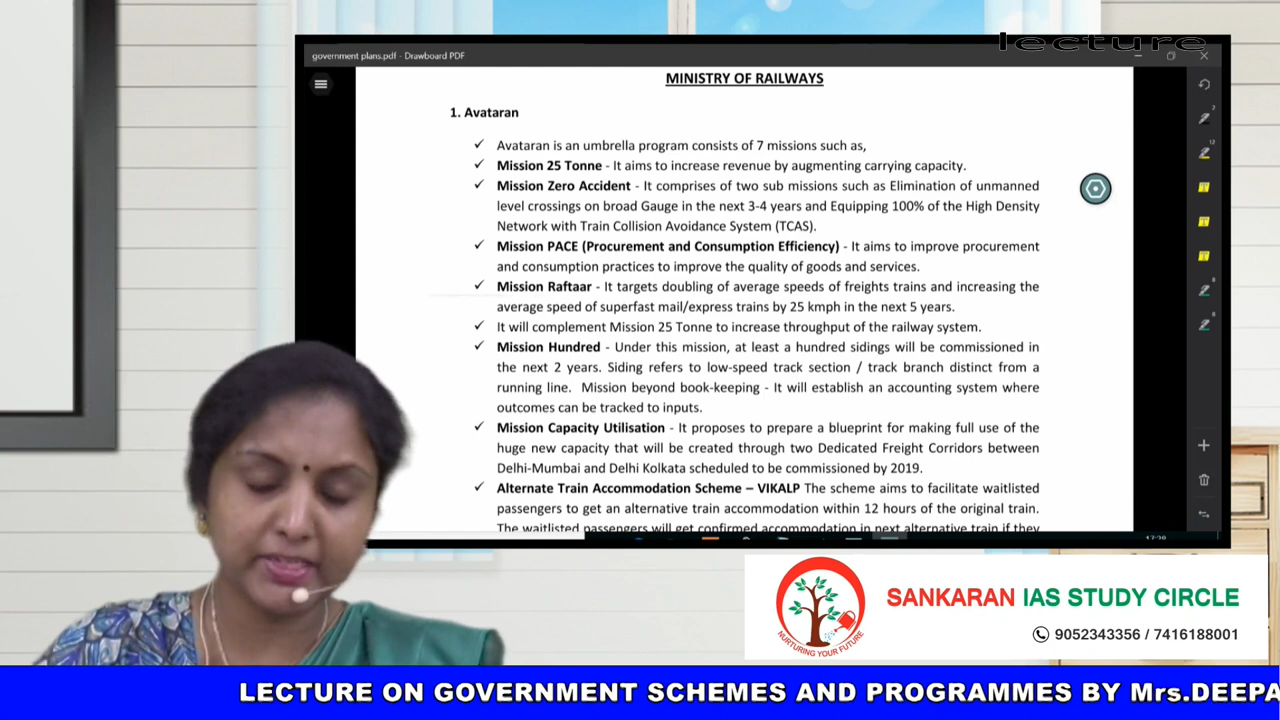 lecture
government plans.pdf - Drawboard PDF
MINISTRY OF RAILWAYS
1. Avataran
✓ Avataran is an umbrella program consists of 7 missions such as,
✓ Mission 25 Tonne - It aims to increase revenue by augmenting carrying capacity.
✓ Mission Zero Accident - It comprises of two sub missions such as Elimination of unmanned
level crossings on broad Gauge in the next 3-4 years and Equipping 100% of the High Density
Network with Train Collision Avoidance System (TCAS).
✓ Mission PACE (Procurement and Consumption Efficiency) - It aims to improve procurement
and consumption practices to improve the quality of goods and services.
✓ Mission Raftaar - It targets doubling of average speeds of freights trains and increasing the
average speed of superfast mail/express trains by 25 kmph in the next 5 years.
✓ It will complement Mission 25 Tonne to increase throughput of the railway system.
✓ Mission Hundred - Under this mission, at least a hundred sidings will be commissioned in
the next 2 years. Siding refers to low-speed track section / track branch distinct from a
running line. Mission beyond book-keeping - It will establish an accounting system where
outcomes can be tracked to inputs.
✓ Mission Capacity Utilisation - It proposes to prepare a blueprint for making full use of the
huge new capacity that will be created through two Dedicated Freight Corridors between
Delhi-Mumbai and Delhi Kolkata scheduled to be commissioned by 2019.
✓ Alternate Train Accommodation Scheme – VIKALP The scheme aims to facilitate waitlisted
passengers to get an alternative train accommodation within 12 hours of the original train.
The waitlisted passengers will get confirmed accommodation in next alternative train if they
NURTURING YOUR FUTURE
SANKARAN IAS STUDY CIRCLE
9052343356 / 7416188001
LECTURE ON GOVERNMENT SCHEMES AND PROGRAMMES BY Mrs.DEEPA